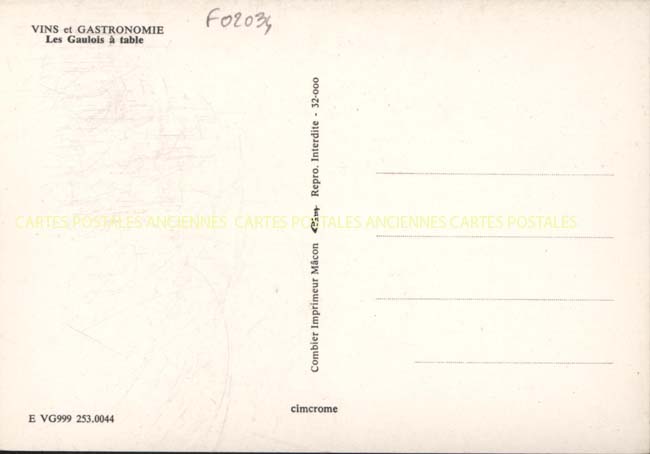 VINS et GASTRONOMIE
Les Gaulois à table
F02034
CARTES POSTALES ANCIENNES CARTES POSTALES ANCIENNES CARTES POSTALES
Combier Imprimeur Mâcon Cim Repro. Interdite - 32-000
cimcrome
E VG999 253.0044